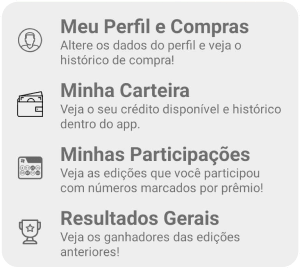 Meu Perfil e Compras
Altere os dados do perfil e veja o
histórico de compra!
Minha Carteira
Veja o seu crédito disponível e histórico
dentro do app.
Minhas Participações
Veja as edições que você participou
com números marcados por prêmio!
Resultados Gerais
Veja os ganhadores das edições
anteriores!